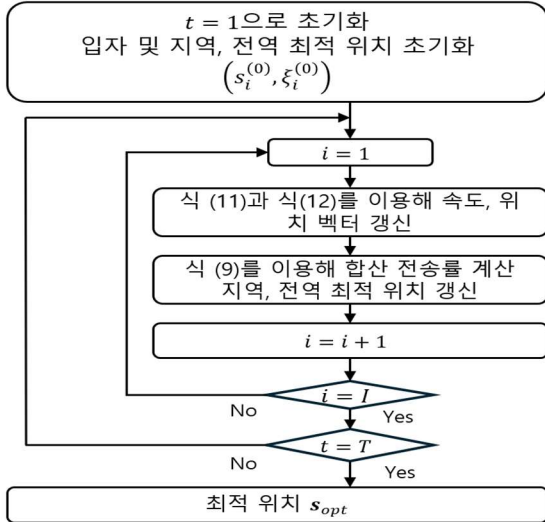 t = 1으로 초기화
입자 및 지역, 전역 최적 위치 초기화
(s_i^{(0)}, ξ_i^{(0)})
i = 1
식 (11)과 식(12)를 이용해 속도, 위
치 벡터 갱신
식 (9)를 이용해 합산 전송률 계산
지역, 전역 최적 위치 갱신
i = i + 1
i = I
No
Yes
t = T
No
Yes
최적 위치 s_{opt}